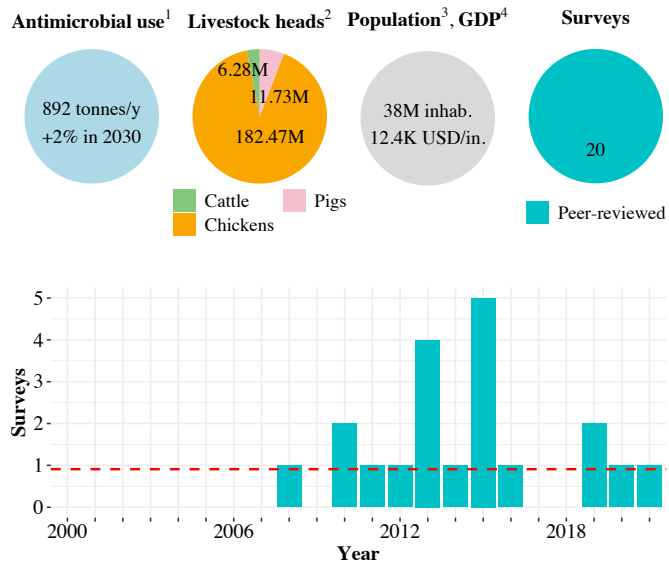 Antimicrobial use1 Livestock heads2 Population3, GDP4 Surveys
892 tonnes/y
+2% in 2030
6.28M
11.73M
182.47M
38M inhab.
12.4K USD/in.
20
Cattle Pigs
Chickens
Peer-reviewed
5
4
3
2
1
0
Surveys
2000 2006 2012 2018
Year